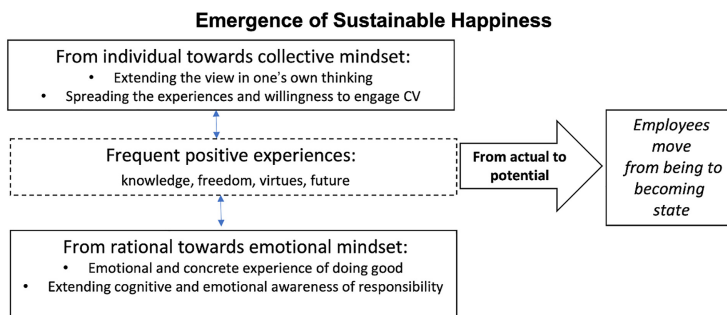 Emergence of Sustainable Happiness
From individual towards collective mindset:
• Extending the view in one's own thinking
• Spreading the experiences and willingness to engage CV
Frequent positive experiences:
knowledge, freedom, virtues, future
From rational towards emotional mindset:
• Emotional and concrete experience of doing good
• Extending cognitive and emotional awareness of responsibility
From actual to
potential
Employees
move
from being to
becoming
state